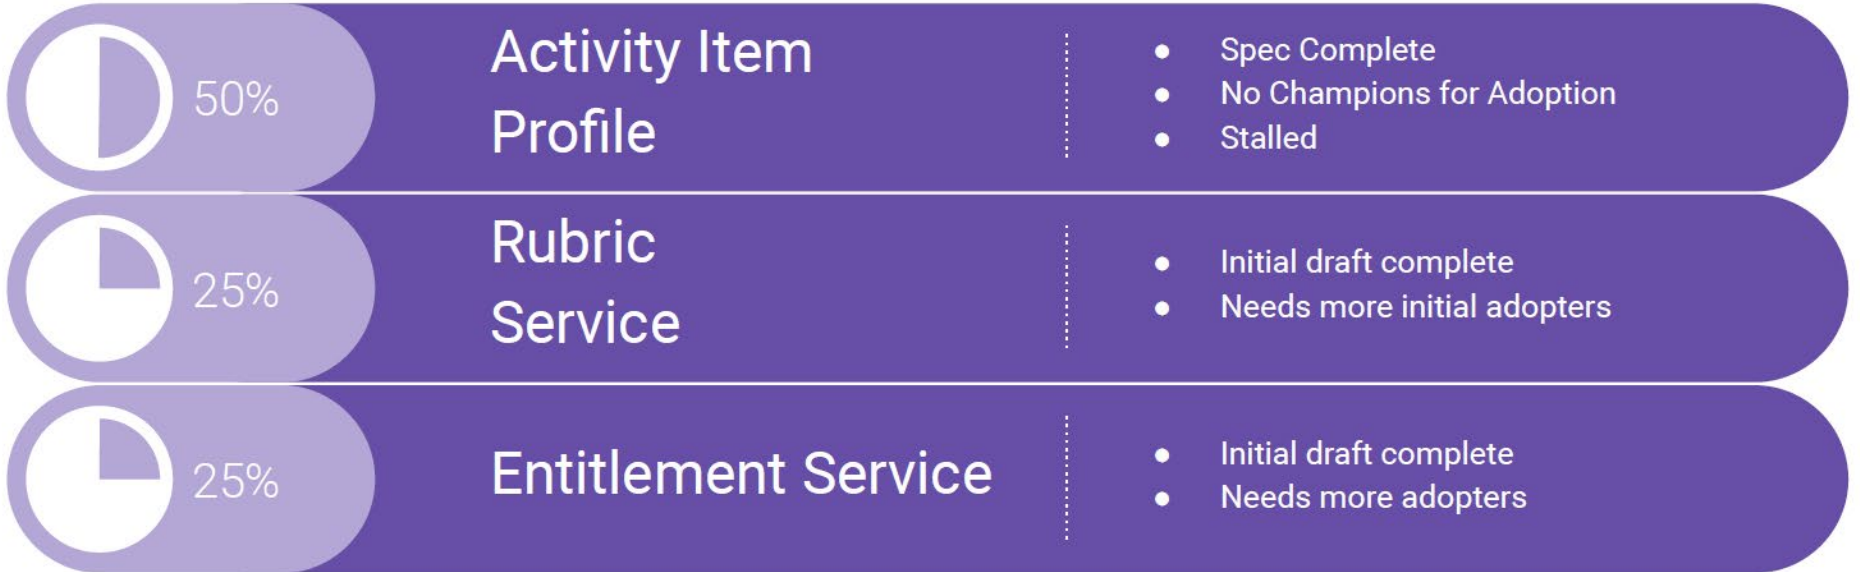 50%
Activity Item
Profile
● Spec Complete
● No Champions for Adoption
● Stalled
25%
Rubric
Service
● Initial draft complete
● Needs more initial adopters
25%
Entitlement Service
● Initial draft complete
● Needs more adopters